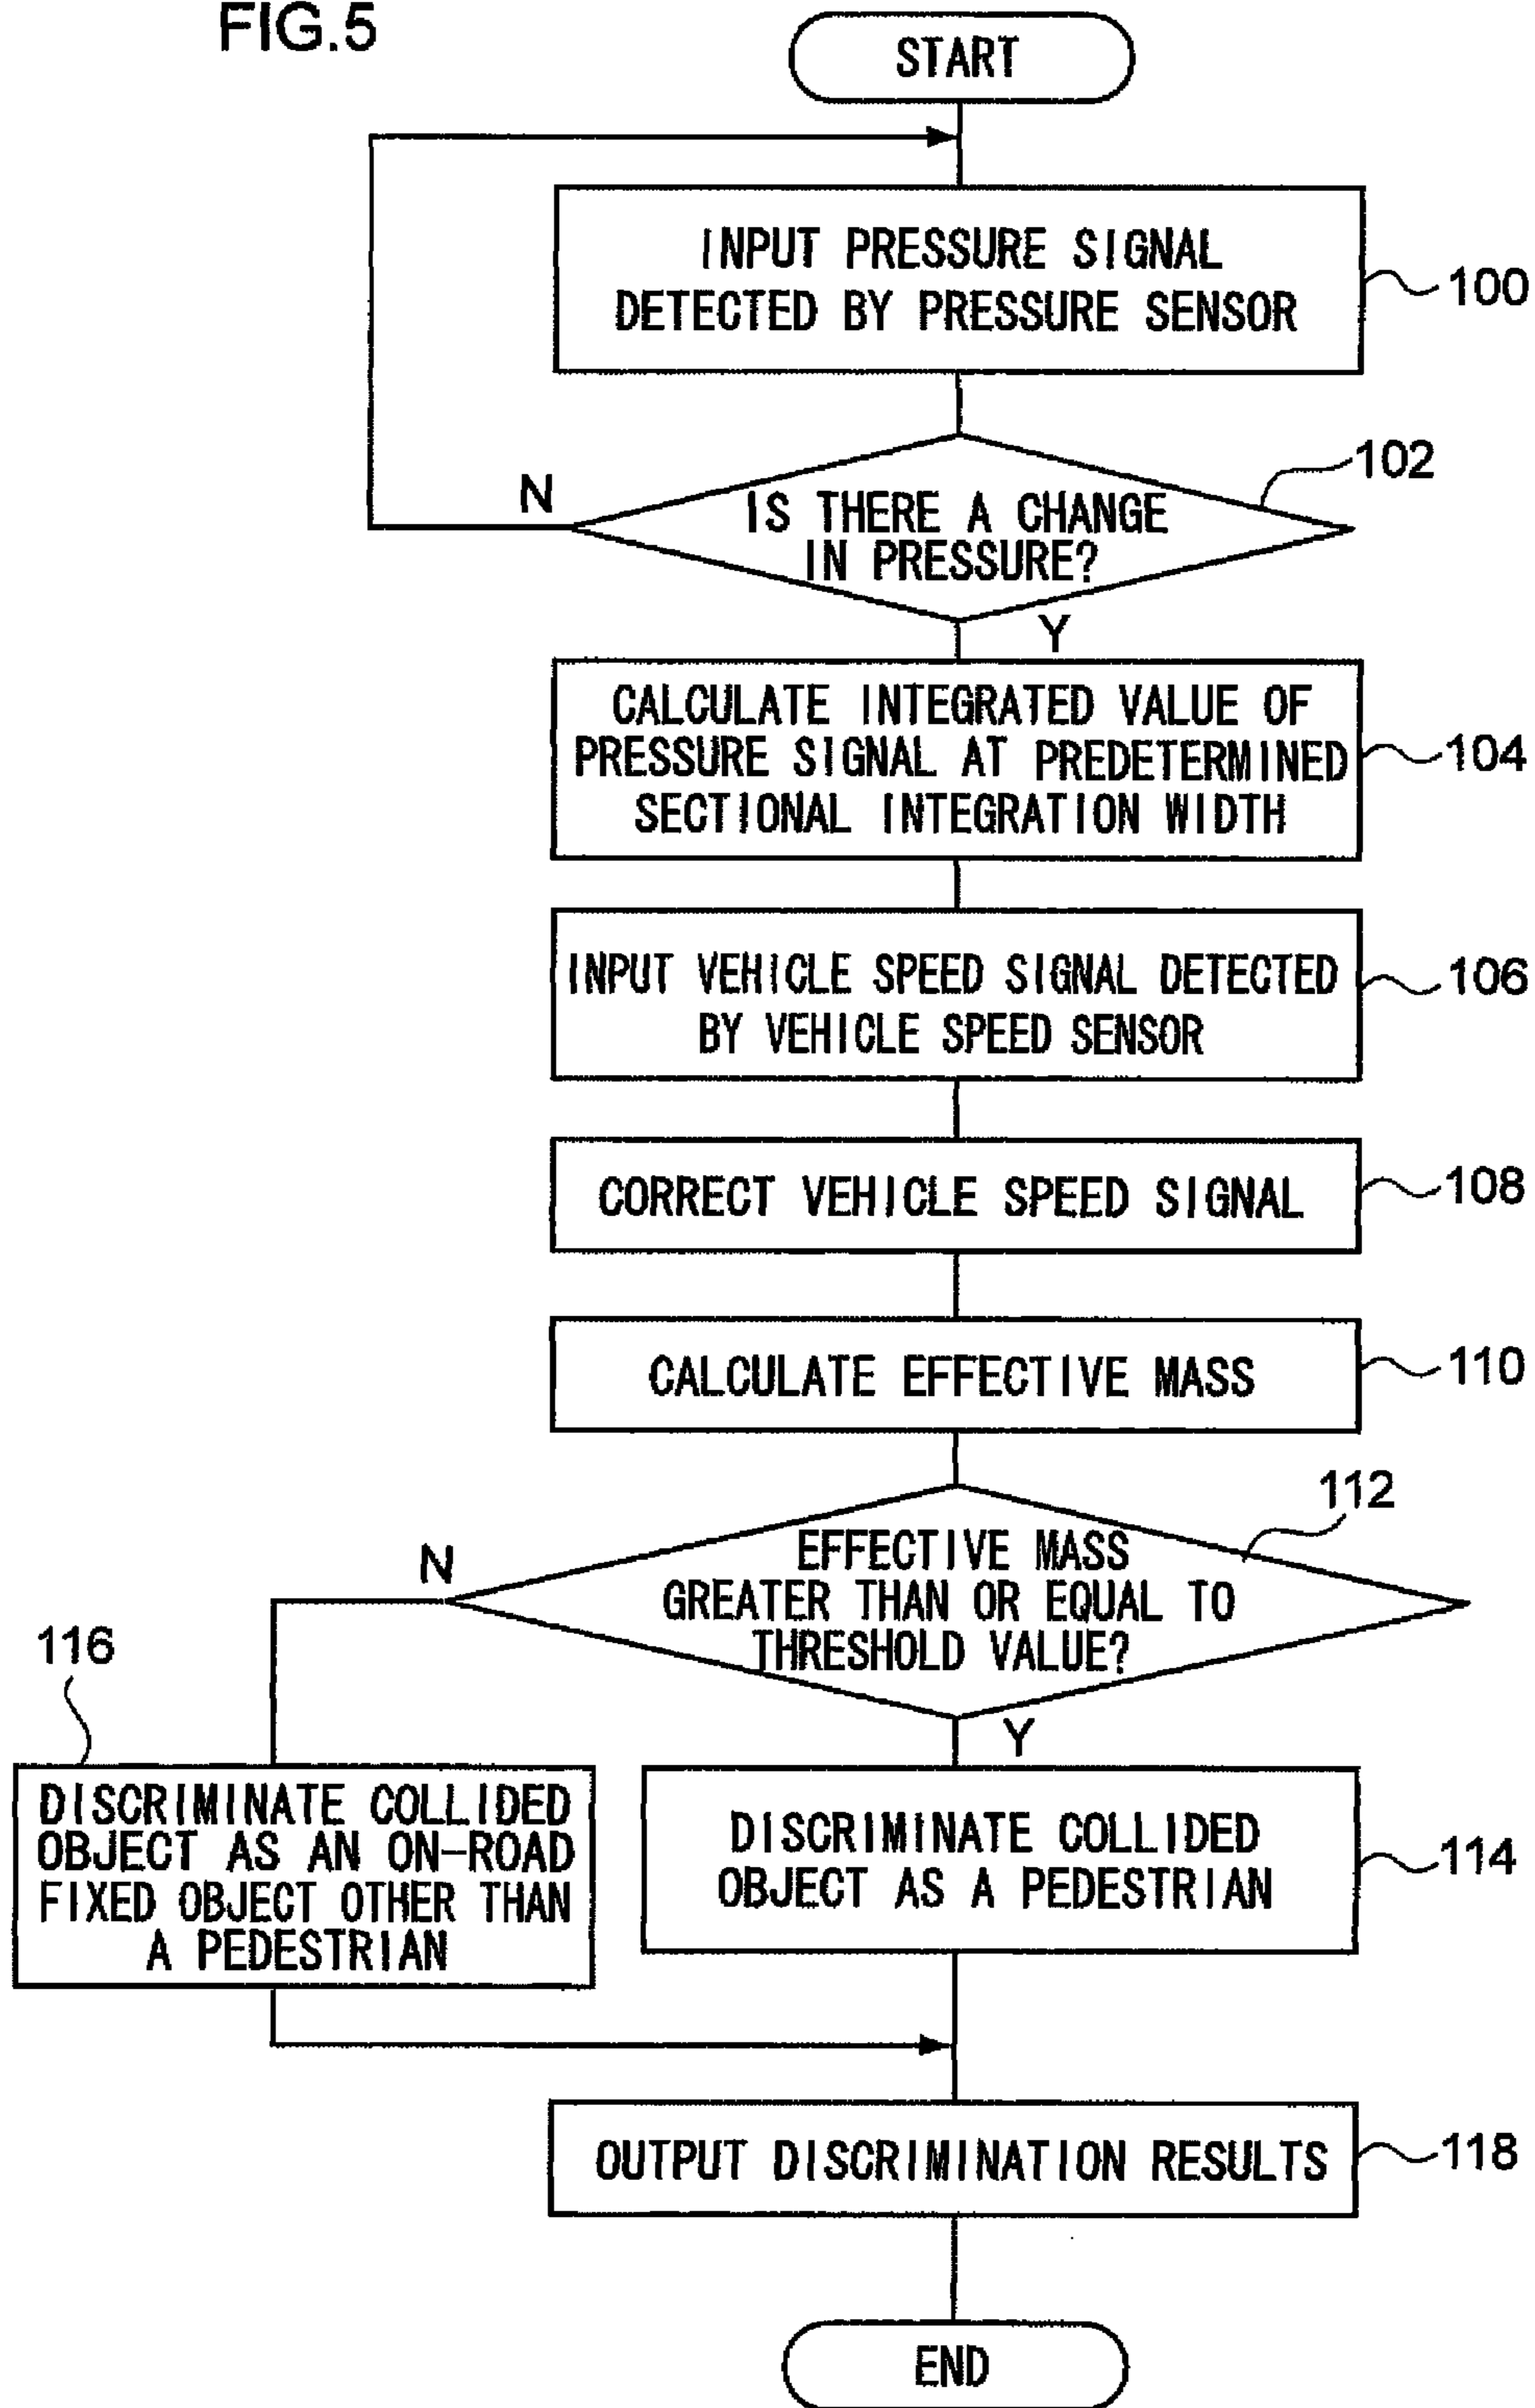 FIG.5
START
INPUT PRESSURE SIGNAL
DETECTED BY PRESSURE SENSOR
100
102
N
IS THERE A CHANGE
IN PRESSURE?
Y
CALCULATE INTEGRATED VALUE OF
PRESSURE SIGNAL AT PREDETERMINED
SECTIONAL INTEGRATION WIDTH
104
INPUT VEHICLE SPEED SIGNAL DETECTED
BY VEHICLE SPEED SENSOR
106
CORRECT VEHICLE SPEED SIGNAL
108
CALCULATE EFFECTIVE MASS
110
112
N
EFFECTIVE MASS
GREATER THAN OR EQUAL TO
THRESHOLD VALUE?
Y
116
DISCRIMINATE COLLIDED
OBJECT AS AN ON-ROAD
FIXED OBJECT OTHER THAN
A PEDESTRIAN
DISCRIMINATE COLLIDED
OBJECT AS A PEDESTRIAN
114
OUTPUT DISCRIMINATION RESULTS
118
END